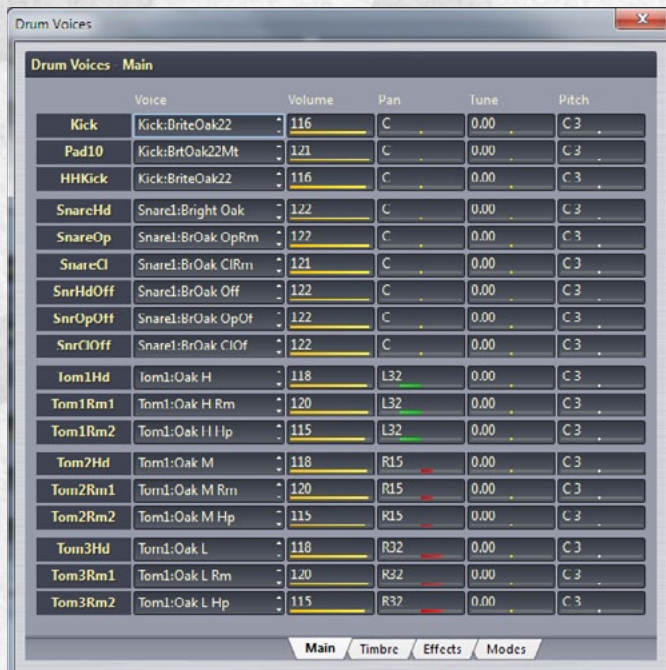 Drum Voices
Drum Voices - Main
Voice Volume Pan Tune Pitch
Kick Kick:BriteOak22 116 C 0.00 C 3
Pad10 Kick:BrtOak22Mt 121 C 0.00 C 3
HHKick Kick:BriteOak22 116 C 0.00 C 3
SnareHd Snare1:Bright Oak 122 C 0.00 C 3
SnareOp Snare1:BrOak OpRm 122 C 0.00 C 3
SnareCl Snare1:BrOak ClRm 121 C 0.00 C 3
SnrHdOff Snare1:BrOak Off 122 C 0.00 C 3
SnrOpOff Snare1:BrOak OpOf 122 C 0.00 C 3
SnrClOff Snare1:BrOak ClOf 122 C 0.00 C 3
Tom1Hd Tom1:Oak H 118 L32 0.00 C 3
Tom1Rm1 Tom1:Oak H Rm 120 L32 0.00 C 3
Tom1Rm2 Tom1:Oak H Hp 115 L32 0.00 C 3
Tom2Hd Tom1:Oak M 118 R15 0.00 C 3
Tom2Rm1 Tom1:Oak M Rm 120 R15 0.00 C 3
Tom2Rm2 Tom1:Oak M Hp 115 R15 0.00 C 3
Tom3Hd Tom1:Oak L 118 R32 0.00 C 3
Tom3Rm1 Tom1:Oak L Rm 120 R32 0.00 C 3
Tom3Rm2 Tom1:Oak L Hp 115 R32 0.00 C 3
Main Timbre Effects Modes